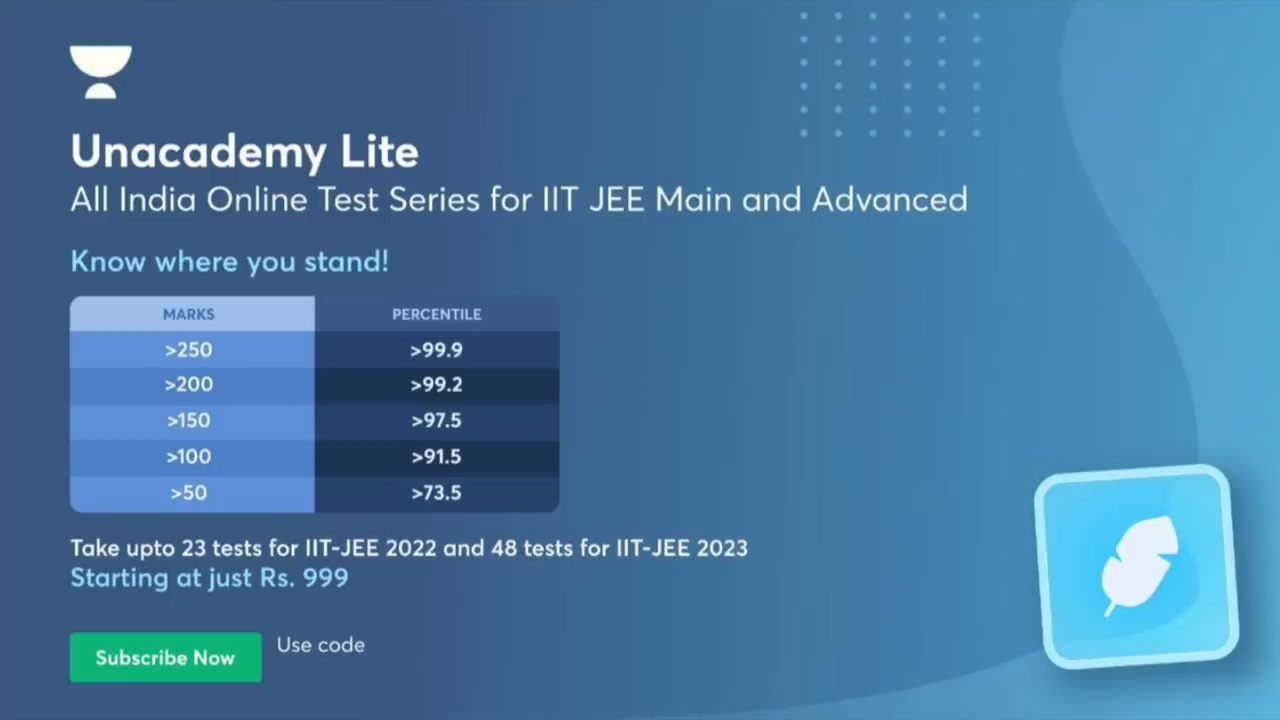 Unacademy Lite
All India Online Test Series for IIT JEE Main and Advanced
Know where you stand!
MARKS PERCENTILE
>250 >99.9
>200 >99.2
>150 >97.5
>100 >91.5
>50 >73.5
Take upto 23 tests for IIT-JEE 2022 and 48 tests for IIT-JEE 2023
Starting at just Rs. 999
Subscribe Now Use code